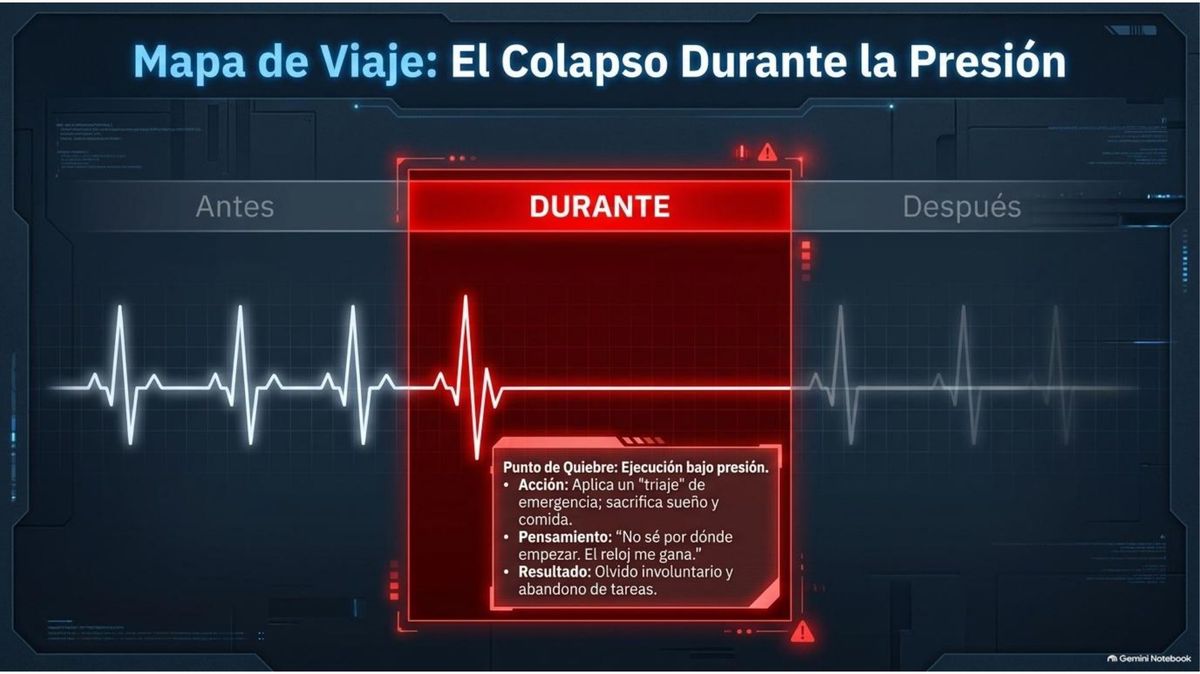 Mapa de Viaje: El Colapso Durante la Presión
Antes
DURANTE
Después
Punto de Quiebre: Ejecución bajo presión.
• Acción: Aplica un "triaje" de
emergencia; sacrifica sueño y
comida.
• Pensamiento: “No sé por dónde
empezar. El reloj me gana.”
• Resultado: Olvido involuntario y
abandono de tareas.
Gemini Notebook